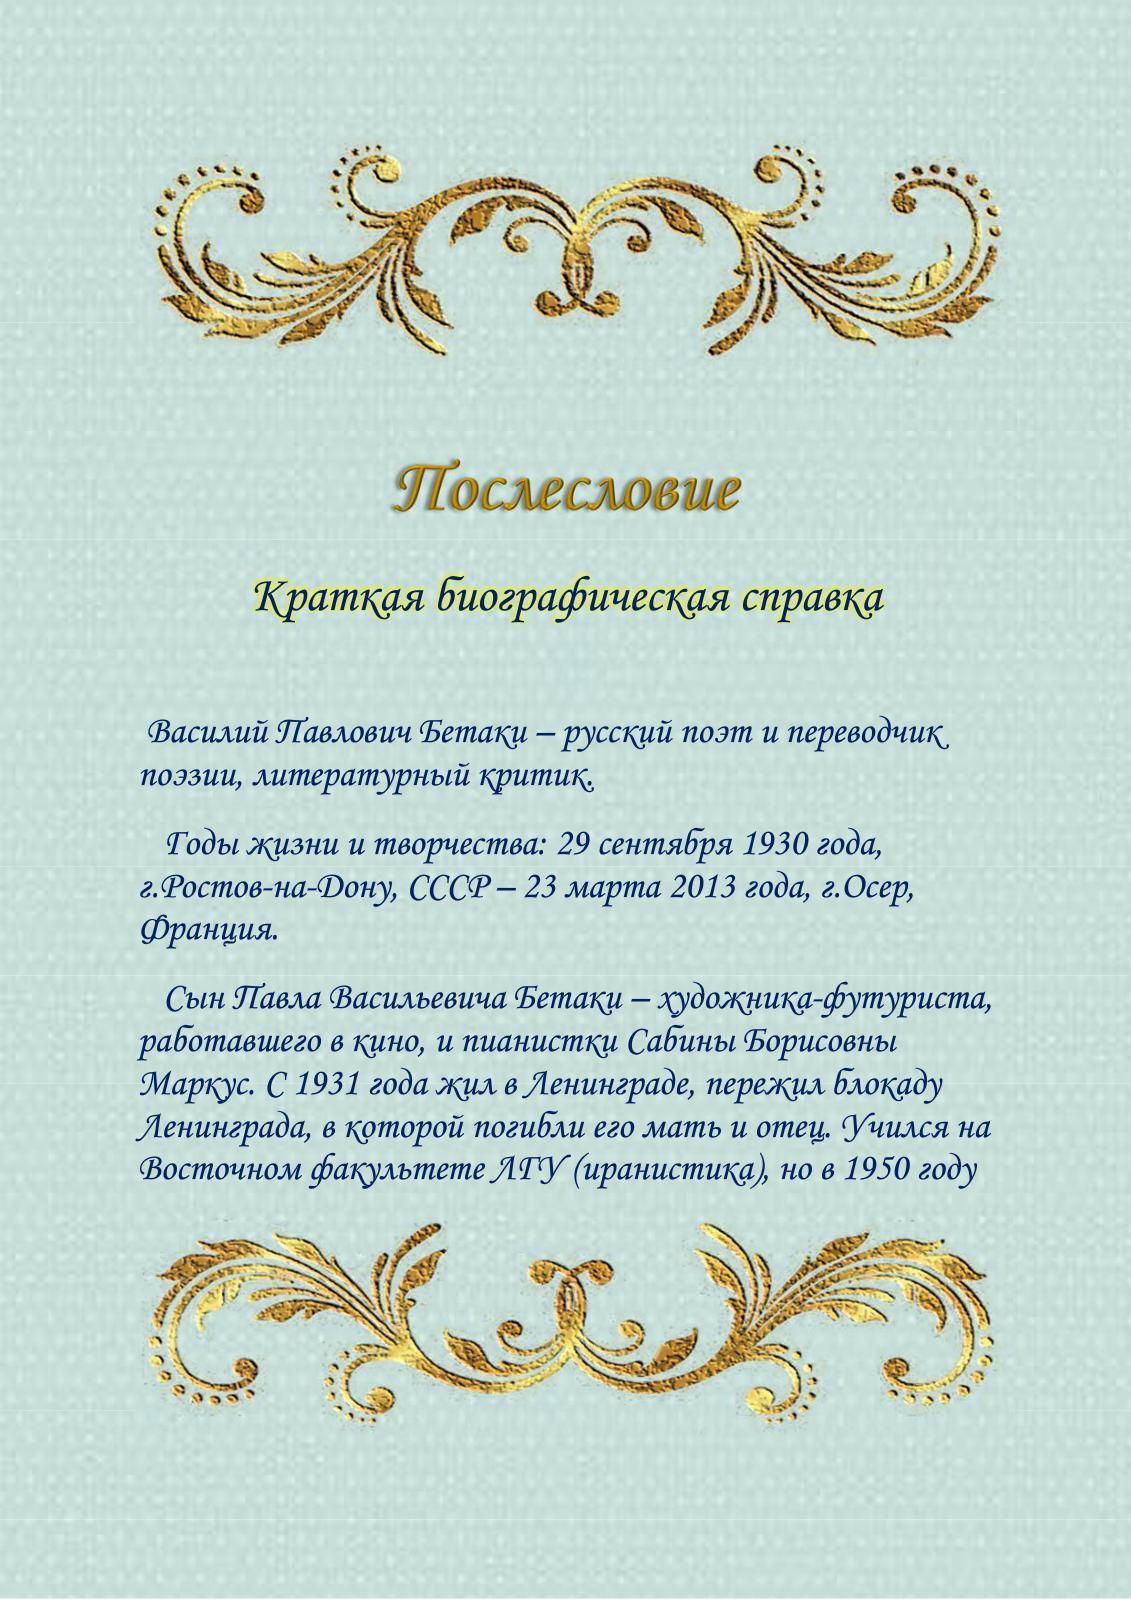 Послесловие
Краткая биографическая справка
Василий Павлович Бетаки – русский поэт и переводчик
поэзии, литературный критик.
Годы жизни и творчества: 29 сентября 1930 года,
г.Ростов-на-Дону, СССР – 23 марта 2013 года, г.Осер,
Франция.
Сын Павла Васильевича Бетаки – художника-футуриста,
работавшего в кино, и пианистки Сабины Борисовны
Маркус. С 1931 года жил в Ленинграде, пережил блокаду
Ленинграда, в которой погибли его мать и отец. Учился на
Восточном факультете ЛГУ (иранистика), но в 1950 году